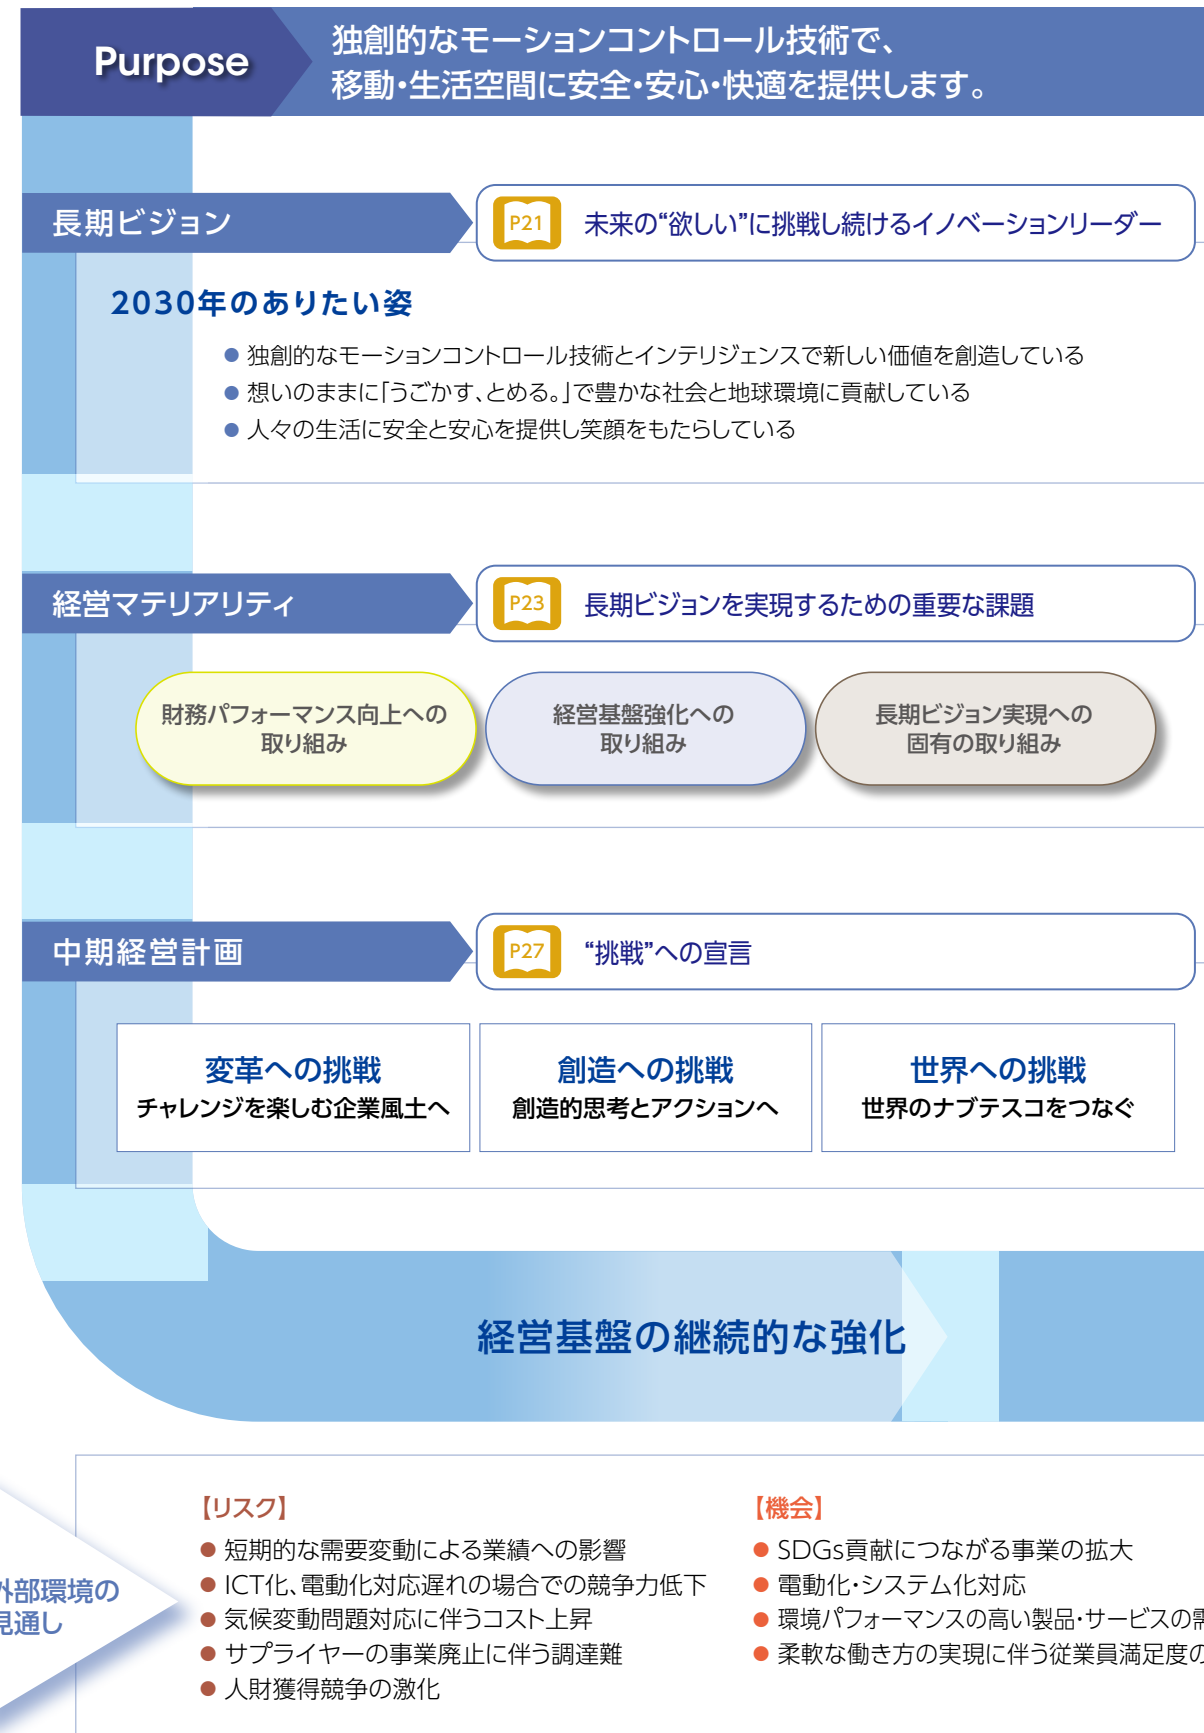 Purpose
独創的なモーションコントロール技術で、
移動・生活空間に安全・安心・快適を提供します。
長期ビジョン
P21
未来の“欲しい”に挑戦し続けるイノベーションリーダー
2030年のありたい姿
● 独創的なモーションコントロール技術とインテリジェンスで新しい価値を創造している
● 想いのままに「うごかす、とめる。」で豊かな社会と地球環境に貢献している
● 人々の生活に安全と安心を提供し笑顔をもたらしている
経営マテリアリティ
P23
長期ビジョンを実現するための重要な課題
財務パフォーマンス向上への
取り組み
経営基盤強化への
取り組み
長期ビジョン実現への
固有の取り組み
中期経営計画
P27
“挑戦”への宣言
変革への挑戦
チャレンジを楽しむ企業風土へ
創造への挑戦
創造的思考とアクションへ
世界への挑戦
世界のナブテスコをつなぐ
経営基盤の継続的な強化
外部環境の
見通し
【リスク】
● 短期的な需要変動による業績への影響
● ICT化、電動化対応遅れの場合での競争力低下
● 気候変動問題対応に伴うコスト上昇
● サプライヤーの事業廃止に伴う調達難
● 人財獲得競争の激化
【機会】
● SDGs貢献につながる事業の拡大
● 電動化・システム化対応
● 環境パフォーマンスの高い製品・サービスの
● 柔軟な働き方の実現に伴う従業員満足度の